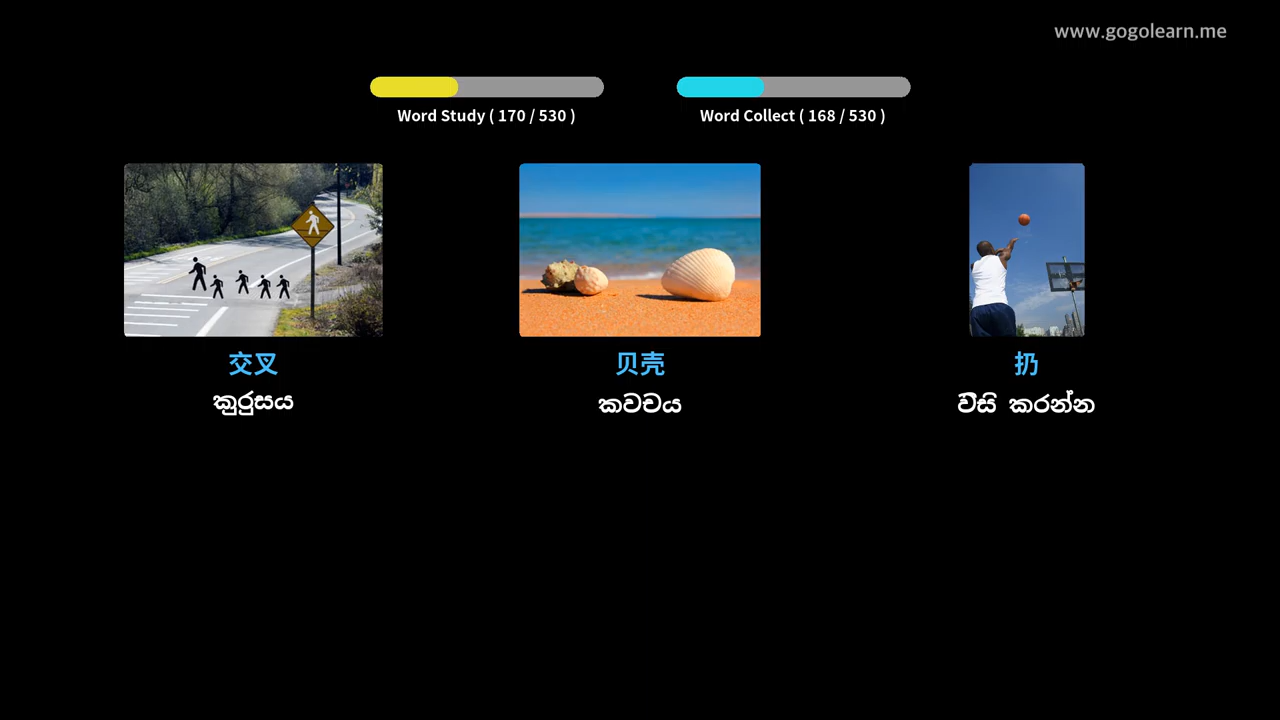 www.gogolearn.me
Word Study ( 170 / 530 )
Word Collect ( 168 / 530 )
交叉
贝壳
扔
කුරුසය
කවචය
විසි කරන්න